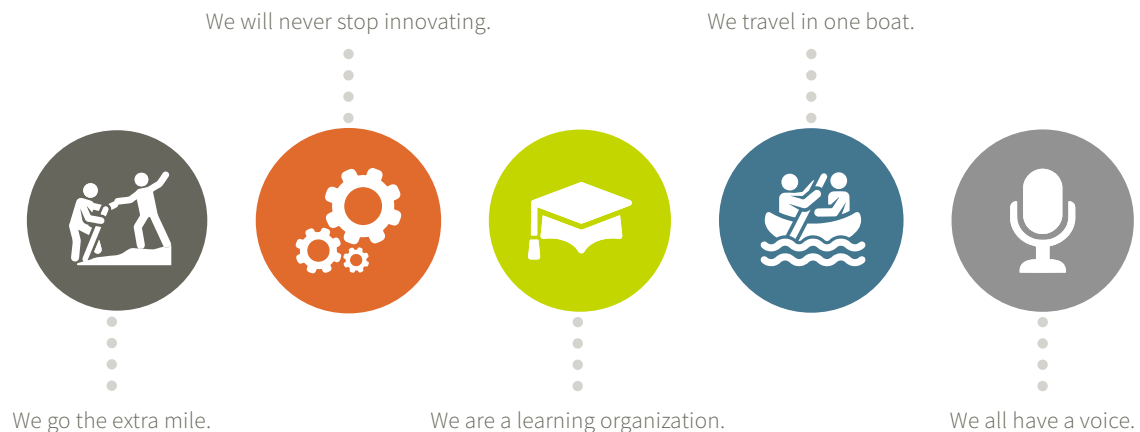 We will never stop innovating.
We travel in one boat.
We go the extra mile.
We are a learning organization.
We all have a voice.